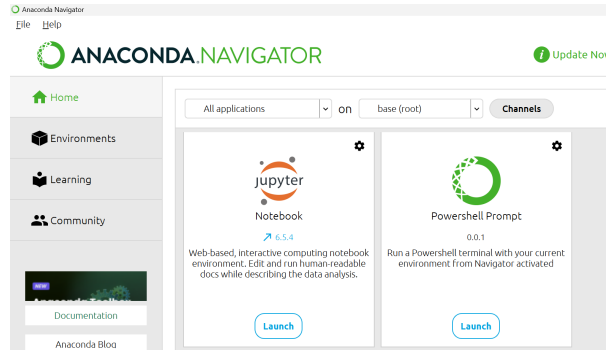 Anaconda Navigator
File Help
ANACONDA.NAVIGATOR
i Update Now
Home
All applications on base (root) Channels
Environments
Learning
Community
jupyter
Notebook
6.5.4
Web-based, interactive computing notebook
environment. Edit and run human-readable
docs while describing the data analysis.
Launch
Powershell Prompt
0.0.1
Run a Powershell terminal with your current
environment from Navigator activated
Launch
NEW
Documentation
Anaconda Blog